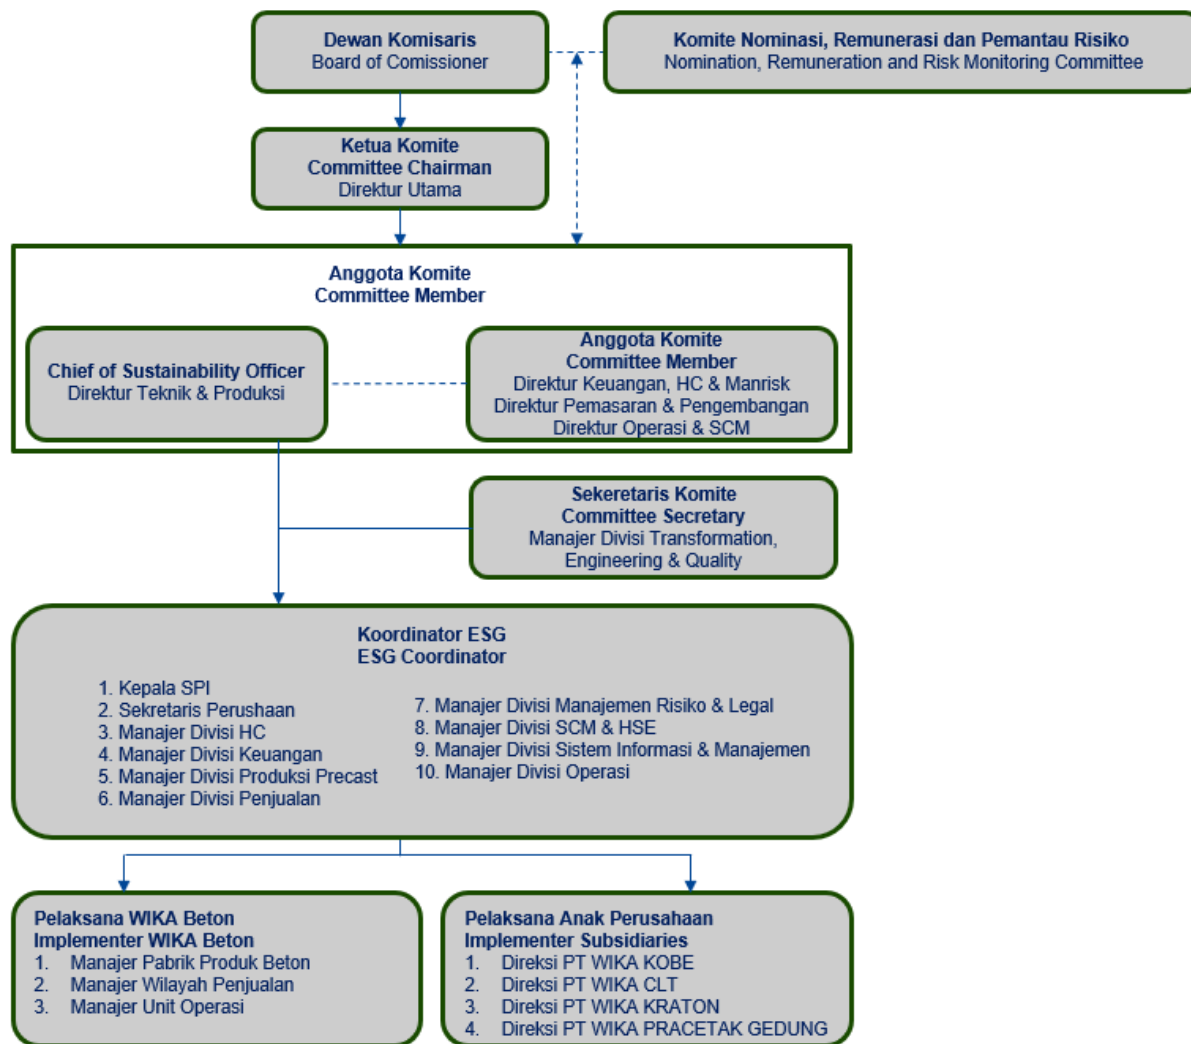 Dewan Komisaris
Board of Comissioner
Komite Nominasi, Remunerasi dan Pemantau Risiko
Nomination, Remuneration and Risk Monitoring Committee
Ketua Komite
Committee Chairman
Direktur Utama
Anggota Komite
Committee Member
Chief of Sustainability Officer
Direktur Teknik & Produksi
Anggota Komite
Committee Member
Direktur Keuangan, HC & Manrisk
Direktur Pemasaran & Pengembangan
Direktur Operasi & SCM
Sekeretaris Komite
Committee Secretary
Manajer Divisi Transformation,
Engineering & Quality
Koordinator ESG
ESG Coordinator
1. Kepala SPI
2. Sekretaris Perushaan
3. Manajer Divisi HC
4. Manajer Divisi Keuangan
5. Manajer Divisi Produksi Precast
6. Manajer Divisi Penjualan
7. Manajer Divisi Manajemen Risiko & Legal
8. Manajer Divisi SCM & HSE
9. Manajer Divisi Sistem Informasi & Manajemen
10. Manajer Divisi Operasi
Pelaksana WIKA Beton
Implementer WIKA Beton
1. Manajer Pabrik Produk Beton
2. Manajer Wilayah Penjualan
3. Manajer Unit Operasi
Pelaksana Anak Perusahaan
Implementer Subsidiaries
1. Direksi PT WIKA KOBE
2. Direksi PT WIKA CLT
3. Direksi PT WIKA KRATON
4. Direksi PT WIKA PRACETAK GEDUNG